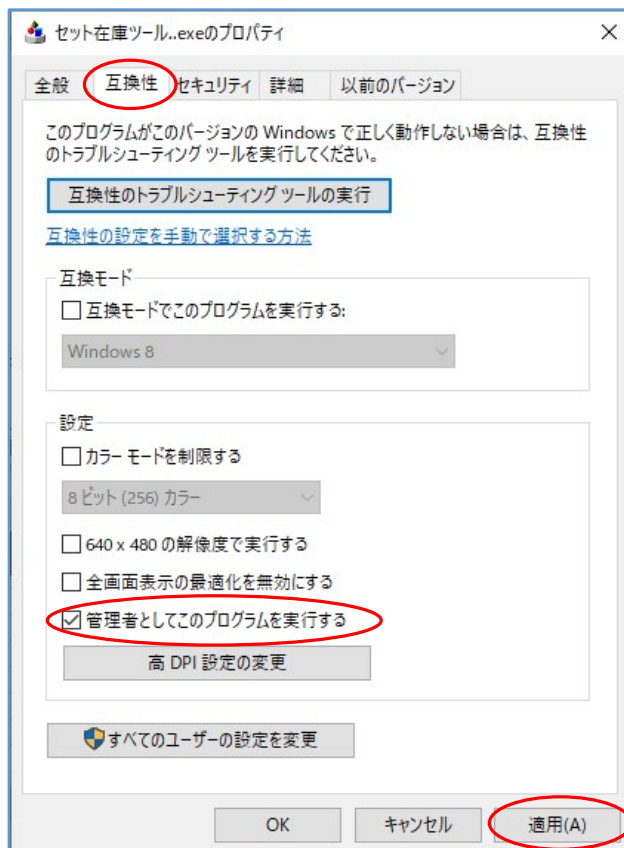 セット在庫ツール..exeのプロパティ
全般 互換性 セキュリティ 詳細 以前のバージョン
このプログラムがこのバージョンの Windows で正しく動作しない場合は、互換性
のトラブルシューティング ツールを実行してください。
互換性のトラブルシューティング ツールの実行
互換性の設定を手動で選択する方法
互換モード
互換モードでこのプログラムを実行する:
Windows 8
設定
カラー モードを制限する
8 ビット (256) カラー
640 x 480 の解像度で実行する
全画面表示の最適化を無効にする
管理者としてこのプログラムを実行する
高 DPI 設定の変更
すべてのユーザーの設定を変更
OK キャンセル 適用(A)